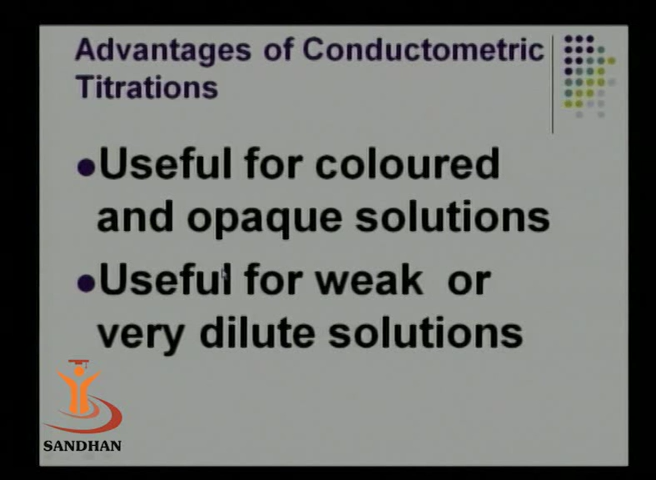 Advantages of Conductometric
Titrations
●Useful for coloured
and opaque solutions
●Useful for weak or
very dilute solutions
SANDHAN